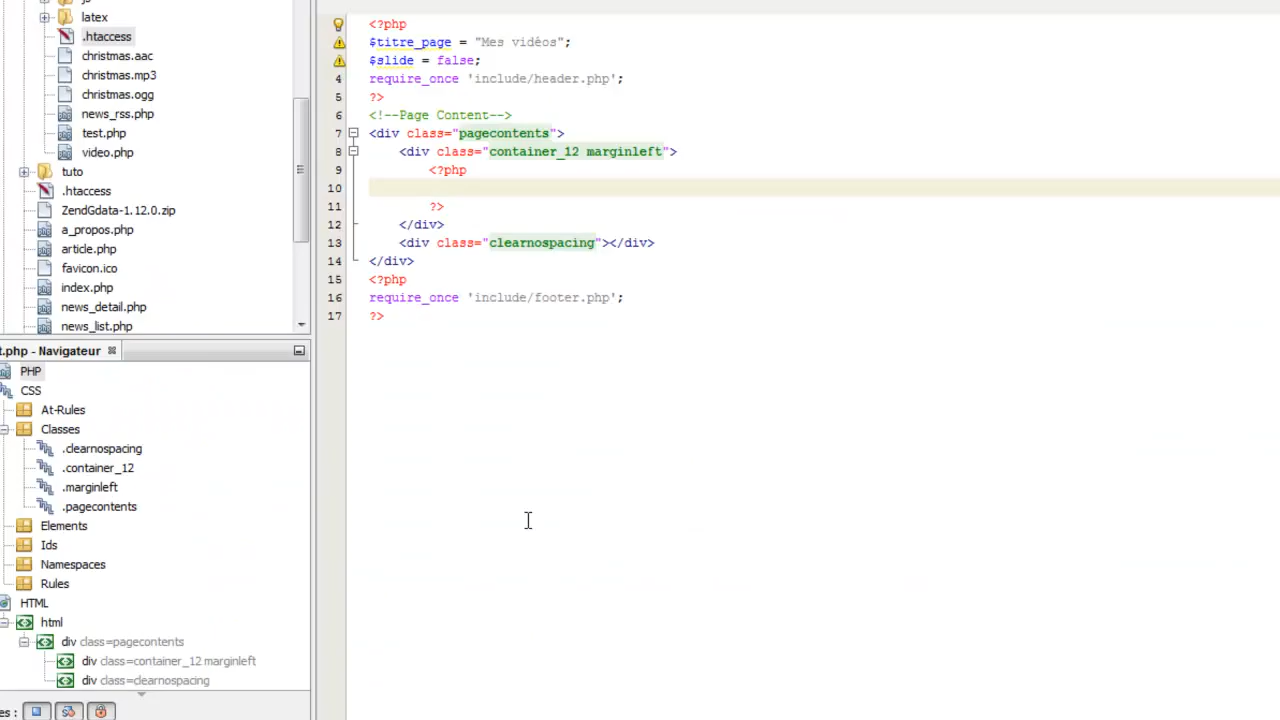 latex
.htaccess
christmas.aac
christmas.mp3
christmas.ogg
news_rss.php
test.php
video.php
tuto
.htaccess
ZendGdata-1.12.0.zip
a_propos.php
article.php
favicon.ico
index.php
news_detail.php
news_list.php
.php - Navigateur
PHP
CSS
At-Rules
Classes
.clearnospacing
.container_12
.marginleft
.pagecontents
Elements
Ids
Namespaces
Rules
HTML
html
div class=pagecontents
div class=container_12 marginleft
div class=clearnospacing
es :
<?php
$titre_page = "Mes vidéos";
$slide = false;
4 require_once 'include/header.php';
5 ?>
6 <!--Page Content-->
7 <div class="pagecontents">
8 <div class="container_12 marginleft">
9 <?php
10
11 ?>
12 </div>
13 <div class="clearnospacing"></div>
14 </div>
15 <?php
16 require_once 'include/footer.php';
17 ?>